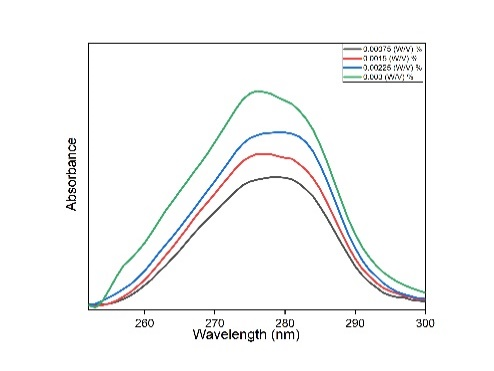 0.00075 (W/V) %
0.0015 (W/V) %
0.00225 (W/V) %
0.003 (W/V) %
Absorbance
260 270 280 290 300
Wavelength (nm)